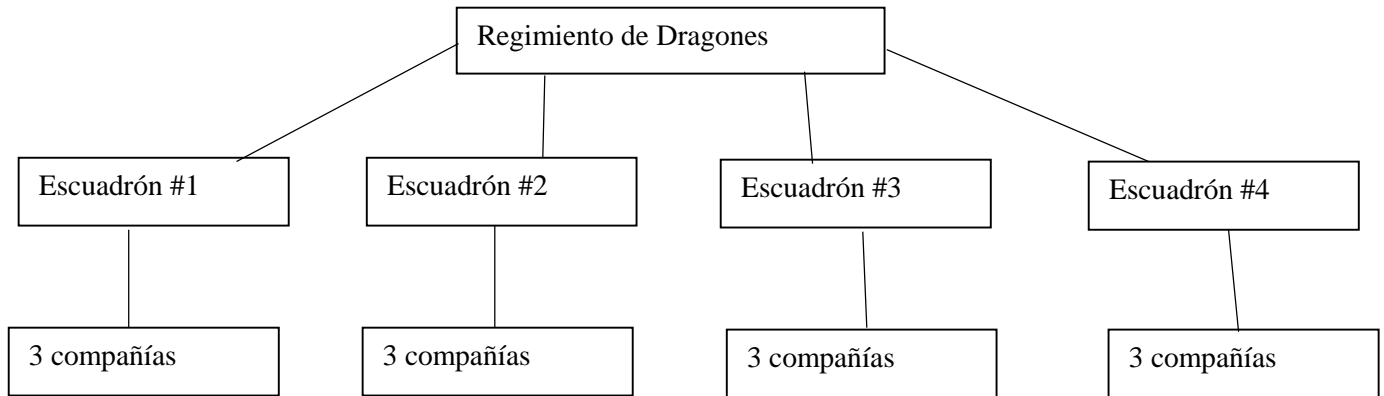 Regimiento de Dragones
Escuadrón #1
Escuadrón #2
Escuadrón #3
Escuadrón #4
3 compañías
3 compañías
3 compañías
3 compañías